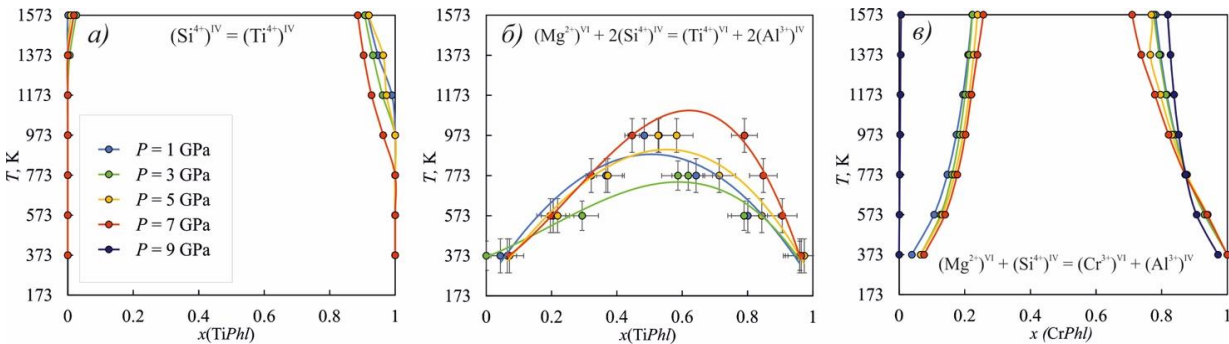 а)
(Si⁴⁺)ᴵⱽ = (Ti⁴⁺)ᴵⱽ
T, K
1573
1373
1173
973
773
573
373
173
P = 1 GPa
P = 3 GPa
P = 5 GPa
P = 7 GPa
P = 9 GPa
0 0.2 0.4 0.6 0.8 1
x(TiPhl)
б)
(Mg²⁺)ⱽᴵ + 2(Si⁴⁺)ᴵⱽ = (Ti⁴⁺)ⱽᴵ + 2(Al³⁺)ᴵⱽ
T, K
1573
1373
1173
973
773
573
373
173
0 0.2 0.4 0.6 0.8 1
x(TiPhl)
в)
T, K
1573
1373
1173
973
773
573
373
173
(Mg²⁺)ⱽᴵ + (Si⁴⁺)ᴵⱽ = (Cr³⁺)ⱽᴵ + (Al³⁺)ᴵⱽ
0 0.2 0.4 0.6 0.8 1
x (CrPhl)